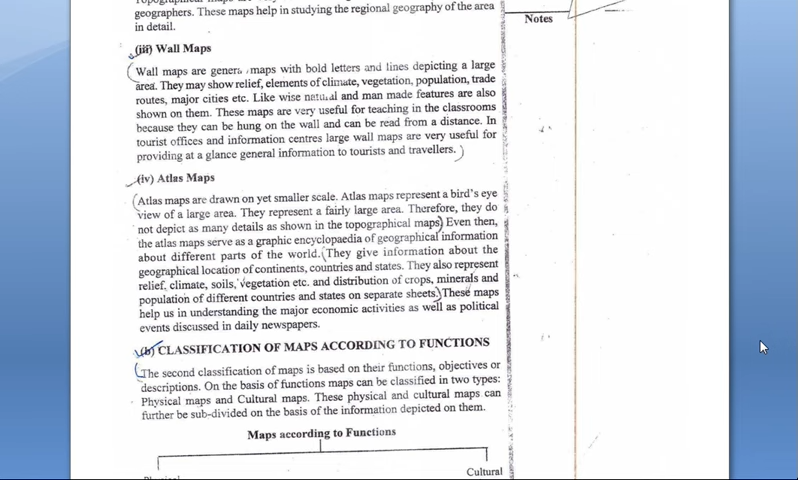 geographers. These maps help in studying the regional geography of the area
in detail.
Notes
(iii) Wall Maps
Wall maps are maps with bold letters and lines depicting a large
area. They may show relief, elements of climate, vegetation, population, trade
routes, major cities etc. Like wise natural and man made features are also
shown on them. These maps are very useful for teaching in the classrooms
because they can be hung on the wall and can be read from a distance. In
tourist offices and information centres large wall maps are very useful for
providing at a glance general information to tourists and travellers.
(iv) Atlas Maps
Atlas maps are drawn on yet smaller scale. Atlas maps represent a bird's eye
view of a large area. They represent a fairly large area. Therefore, they do
not depict as many details as shown in the topographical maps. Even then,
the atlas maps serve as a graphic encyclopaedia of geographical information
about different parts of the world. They give information about the
geographical location of continents, countries and states. They also represent
relief, climate, soils, vegetation etc. and distribution of crops, minerals and
population of different countries and states on separate sheets. These maps
help us in understanding the major economic activities as well as political
events discussed in daily newspapers.
(b) CLASSIFICATION OF MAPS ACCORDING TO FUNCTIONS
The second classification of maps is based on their functions, objectives or
descriptions. On the basis of functions maps can be classified in two types:
Physical maps and Cultural maps. These physical and cultural maps can
further be sub-divided on the basis of the information depicted on them.
Maps according to Functions
Cultural